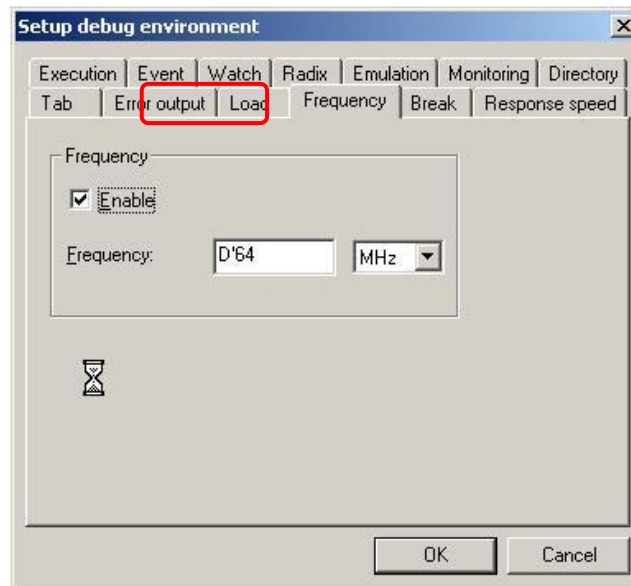 Setup debug environment
Execution Event Watch Radix Emulation Monitoring Directory
Tab Error output Load Frequency Break Response speed
Frequency
Enable
Frequency: D'64 MHz
OK Cancel